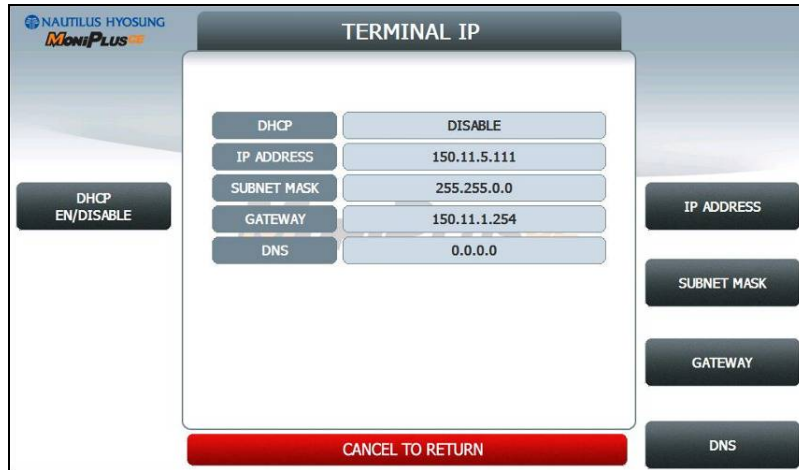 NAUTILUS HYOSUNG
MONiPLUS CE
TERMINAL IP
DHCP DISABLE
IP ADDRESS 150.11.5.111
SUBNET MASK 255.255.0.0
GATEWAY 150.11.1.254
DNS 0.0.0.0
DHCP
EN/DISABLE
IP ADDRESS
SUBNET MASK
GATEWAY
DNS
CANCEL TO RETURN